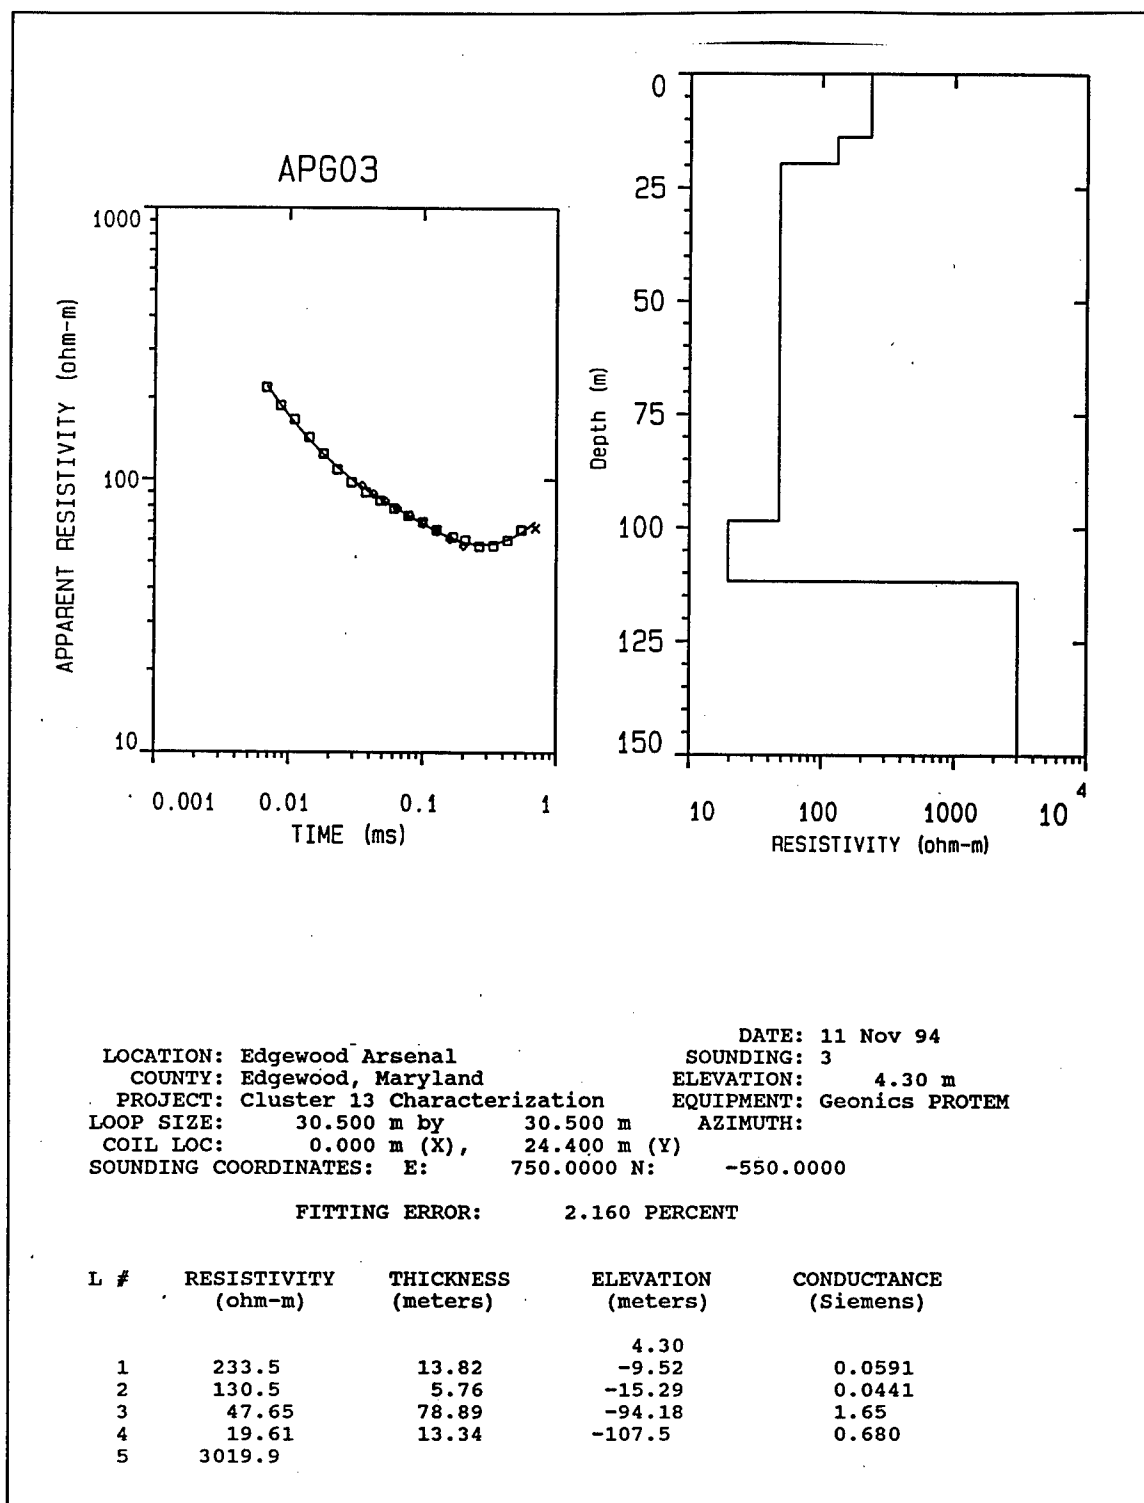 APG03
1000
100
10
APPARENT RESISTIVITY (ohm-m)
0.001 0.01 0.1 1
TIME (ms)
0
25
50
75
100
125
150
Depth (m)
10 100 1000 10 4
RESISTIVITY (ohm-m)
DATE: 11 Nov 94
LOCATION: Edgewood Arsenal SOUNDING: 3
COUNTY: Edgewood, Maryland ELEVATION: 4.30 m
PROJECT: Cluster 13 Characterization EQUIPMENT: Geonics PROTEM
LOOP SIZE: 30.500 m by 30.500 m AZIMUTH:
COIL LOC: 0.000 m (X), 24.400 m (Y)
SOUNDING COORDINATES: E: 750.0000 N: -550.0000
FITTING ERROR: 2.160 PERCENT
L # RESISTIVITY THICKNESS ELEVATION CONDUCTANCE
(ohm-m) (meters) (meters) (Siemens)
4.30
1 233.5 13.82 -9.52 0.0591
2 130.5 5.76 -15.29 0.0441
3 47.65 78.89 -94.18 1.65
4 19.61 13.34 -107.5 0.680
5 3019.9